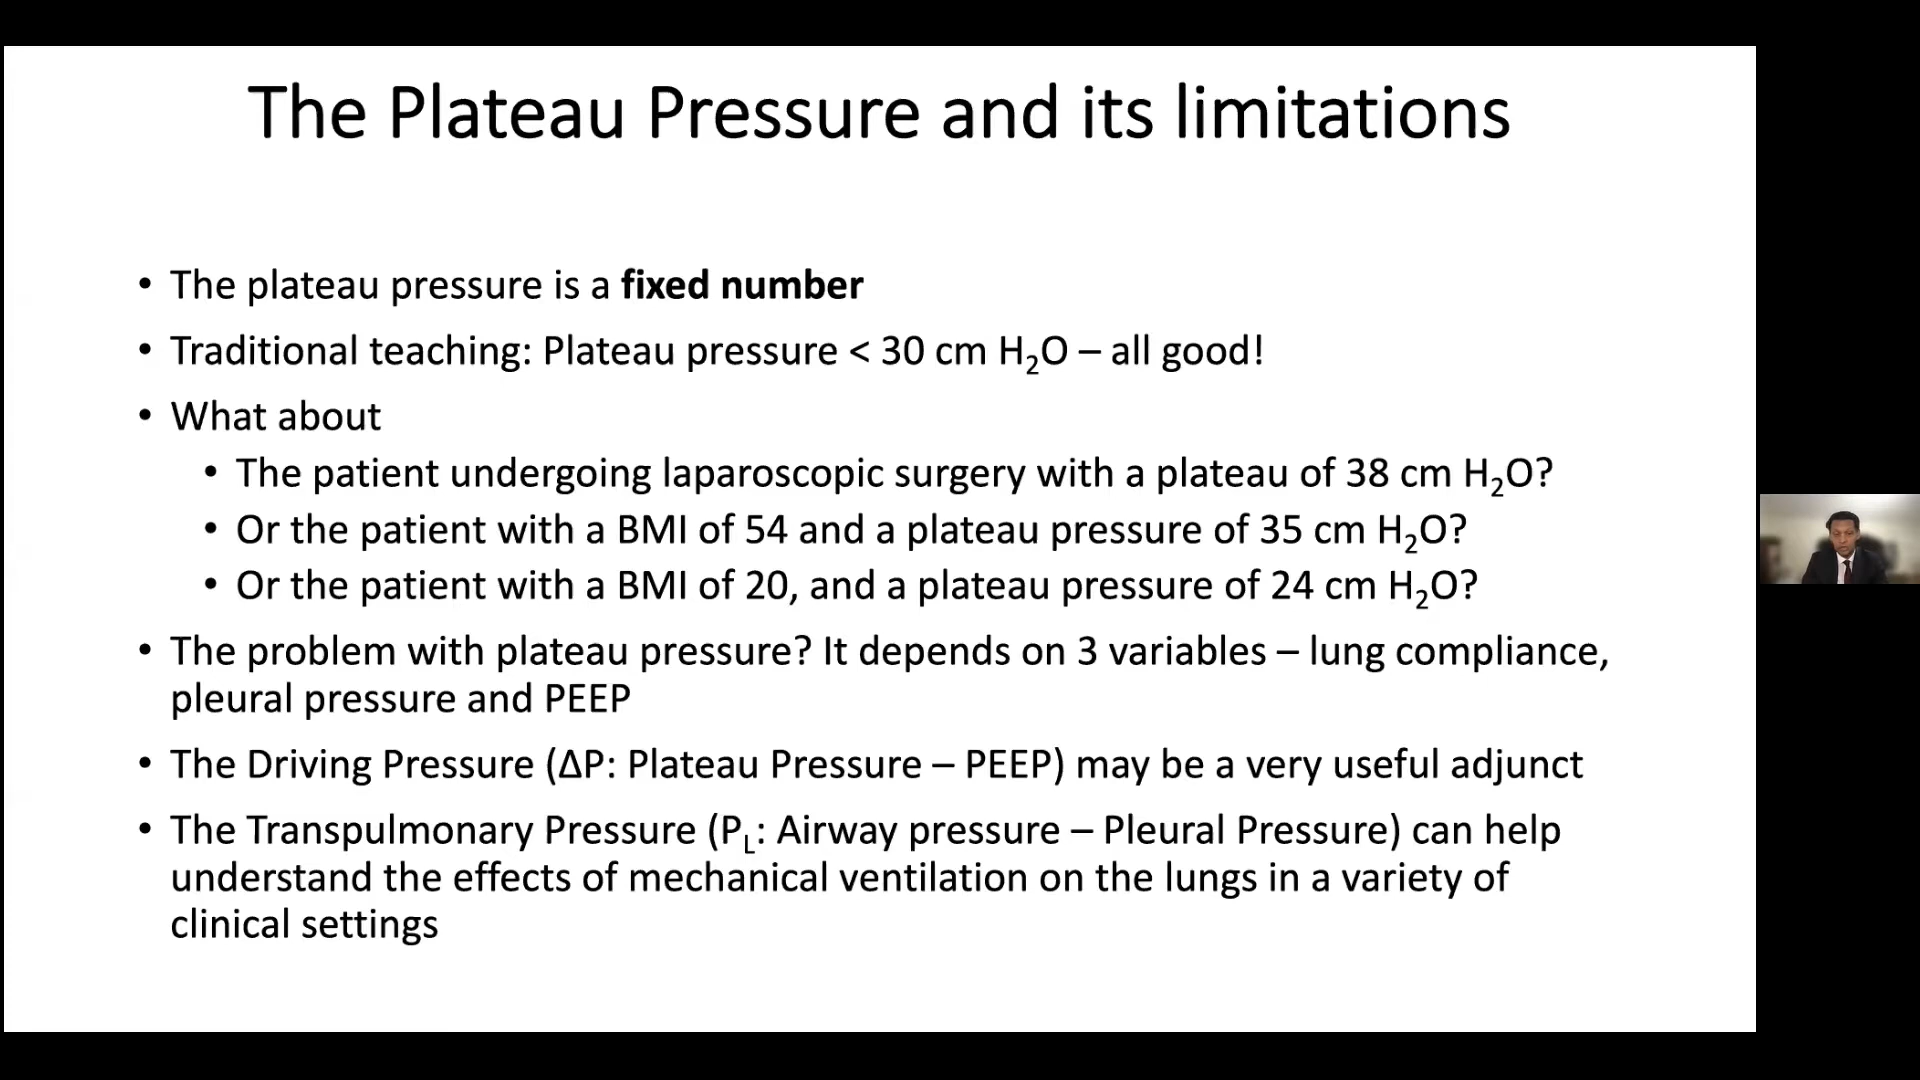 The Plateau Pressure and its limitations
• The plateau pressure is a fixed number
• Traditional teaching: Plateau pressure < 30 cm H₂O – all good!
• What about
• The patient undergoing laparoscopic surgery with a plateau of 38 cm H₂O?
• Or the patient with a BMI of 54 and a plateau pressure of 35 cm H₂O?
• Or the patient with a BMI of 20, and a plateau pressure of 24 cm H₂O?
• The problem with plateau pressure? It depends on 3 variables – lung compliance,
pleural pressure and PEEP
• The Driving Pressure (ΔP: Plateau Pressure – PEEP) may be a very useful adjunct
• The Transpulmonary Pressure (P_L: Airway pressure – Pleural Pressure) can help
understand the effects of mechanical ventilation on the lungs in a variety of
clinical settings